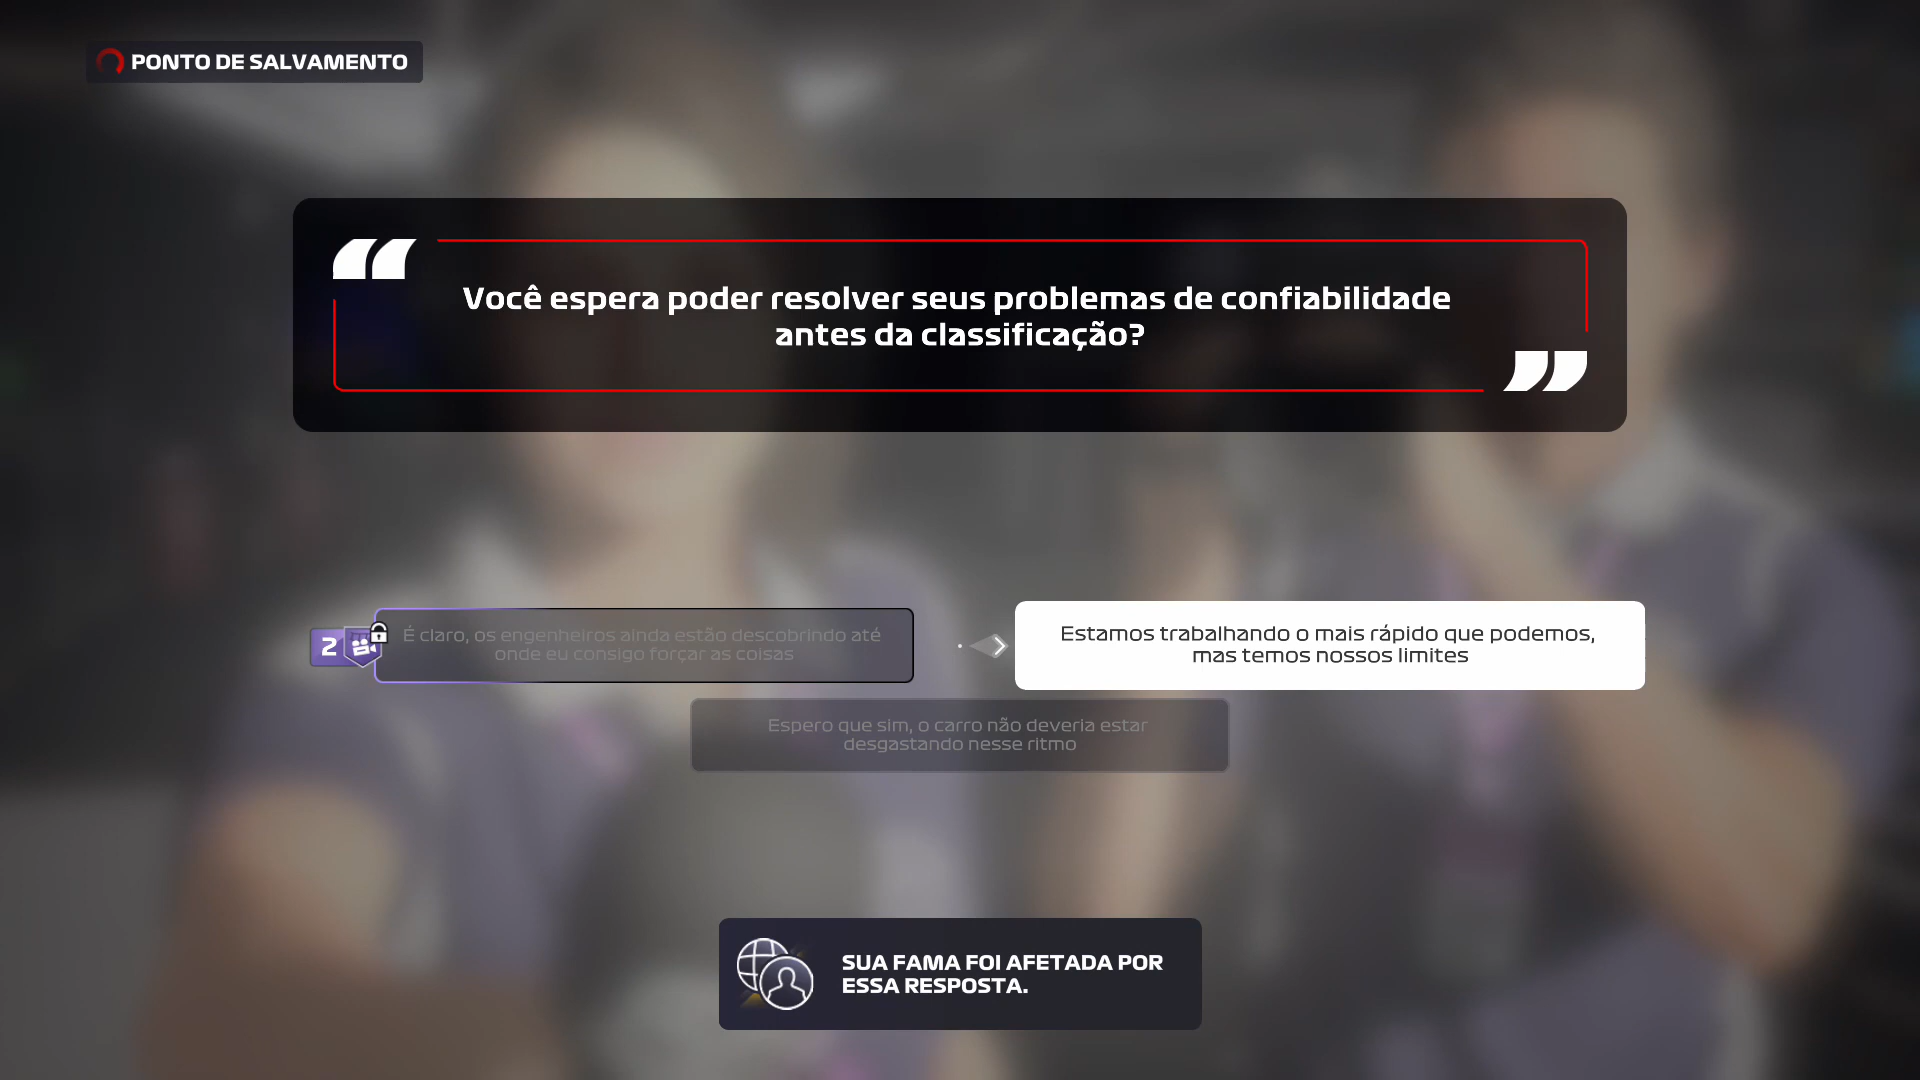 PONTO DE SALVAMENTO
Você espera poder resolver seus problemas de confiabilidade
antes da classificação?
2
É claro, os engenheiros ainda estão descobrindo até
onde eu consigo forçar as coisas
Estamos trabalhando o mais rápido que podemos,
mas temos nossos limites
Espero que sim, o carro não deveria estar
desgastando nesse ritmo
SUA FAMA FOI AFETADA POR
ESSA RESPOSTA.